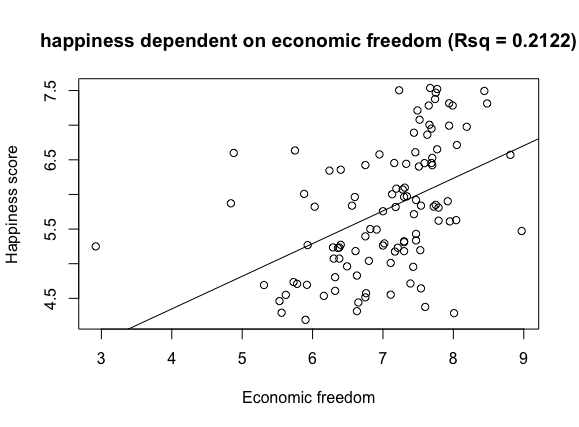 happiness dependent on economic freedom (Rsq = 0.2122)
7.5
6.5
5.5
4.5
Happiness score
3 4 5 6 7 8 9
Economic freedom